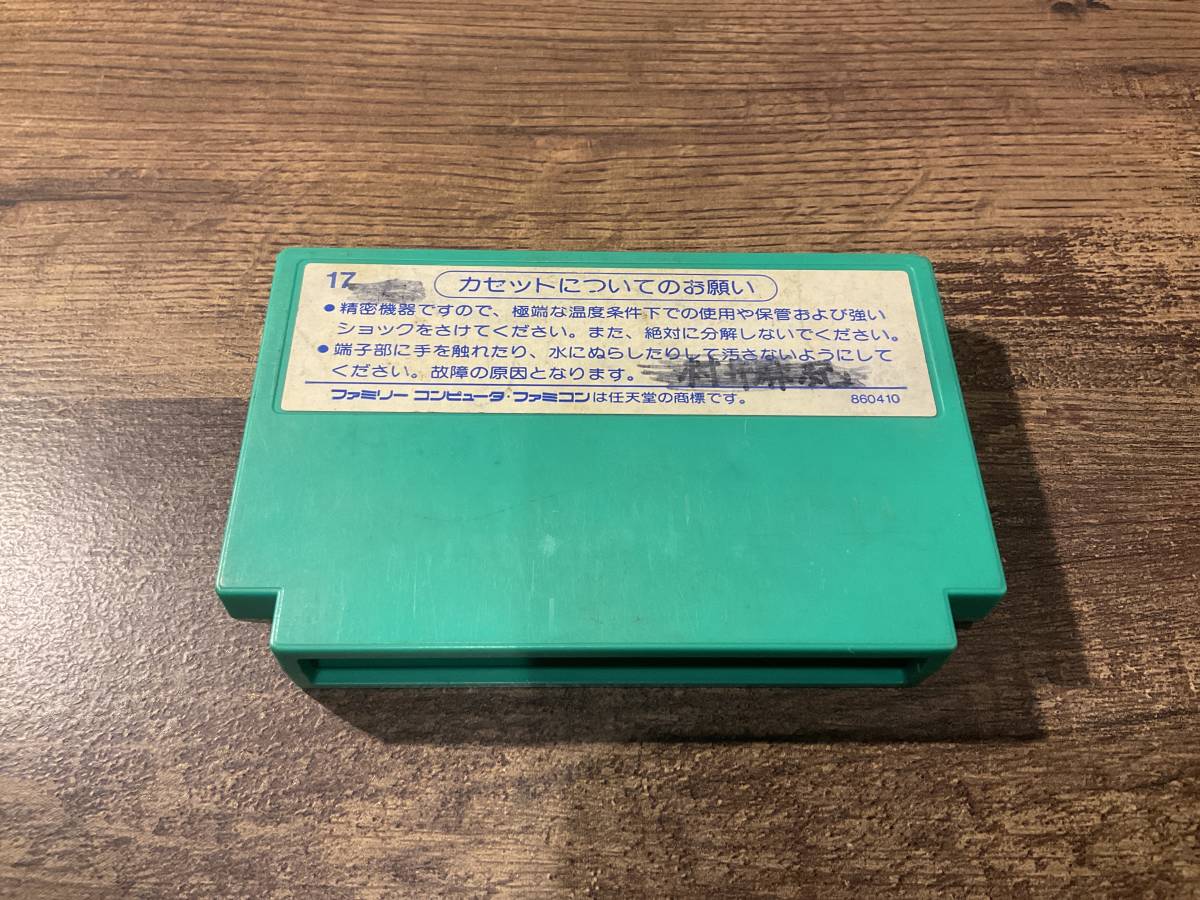 17
カセットについてのお願い
●精密機器ですので、極端な温度条件下での使用や保管および強い
ショックをさけてください。また、絶対に分解しないでください。
●端子部に手を触れたり、水にぬらしたりして汚さないようにして
ください。故障の原因となります。
ファミリー コンピュータ・ファミコンは任天堂の商標です。
860410